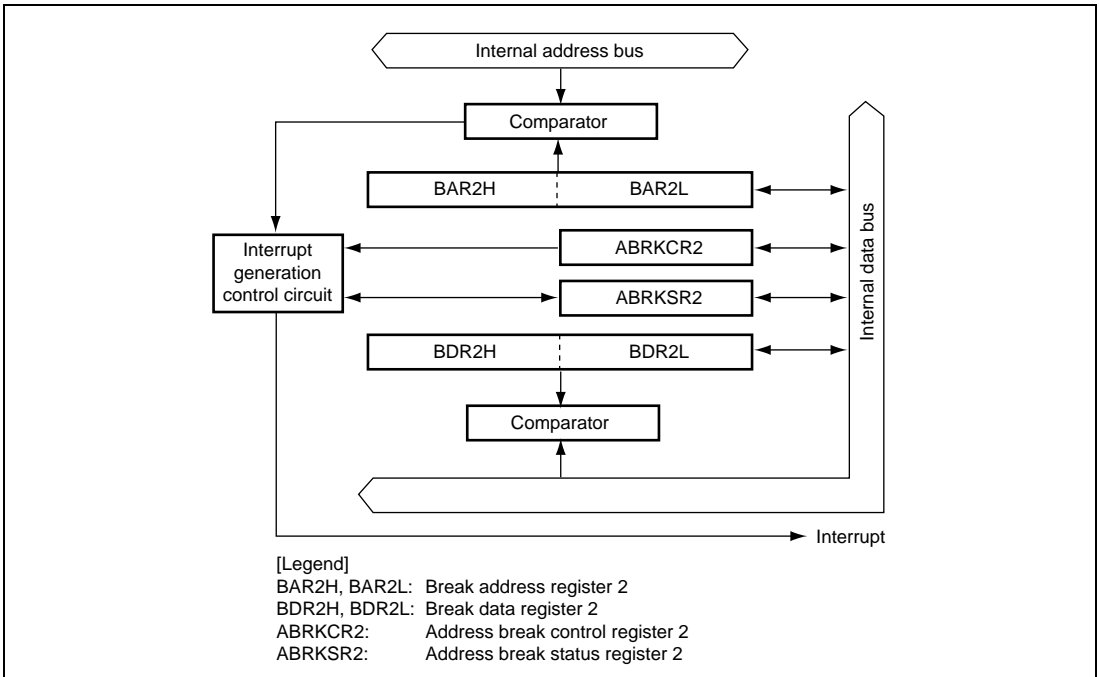 Internal address bus
Comparator
BAR2H BAR2L
ABRKCR2
Interrupt
generation
control circuit
ABRKSR2
Internal data bus
BDR2H BDR2L
Comparator
Interrupt
[Legend]
BAR2H, BAR2L: Break address register 2
BDR2H, BDR2L: Break data register 2
ABRKCR2: Address break control register 2
ABRKSR2: Address break status register 2